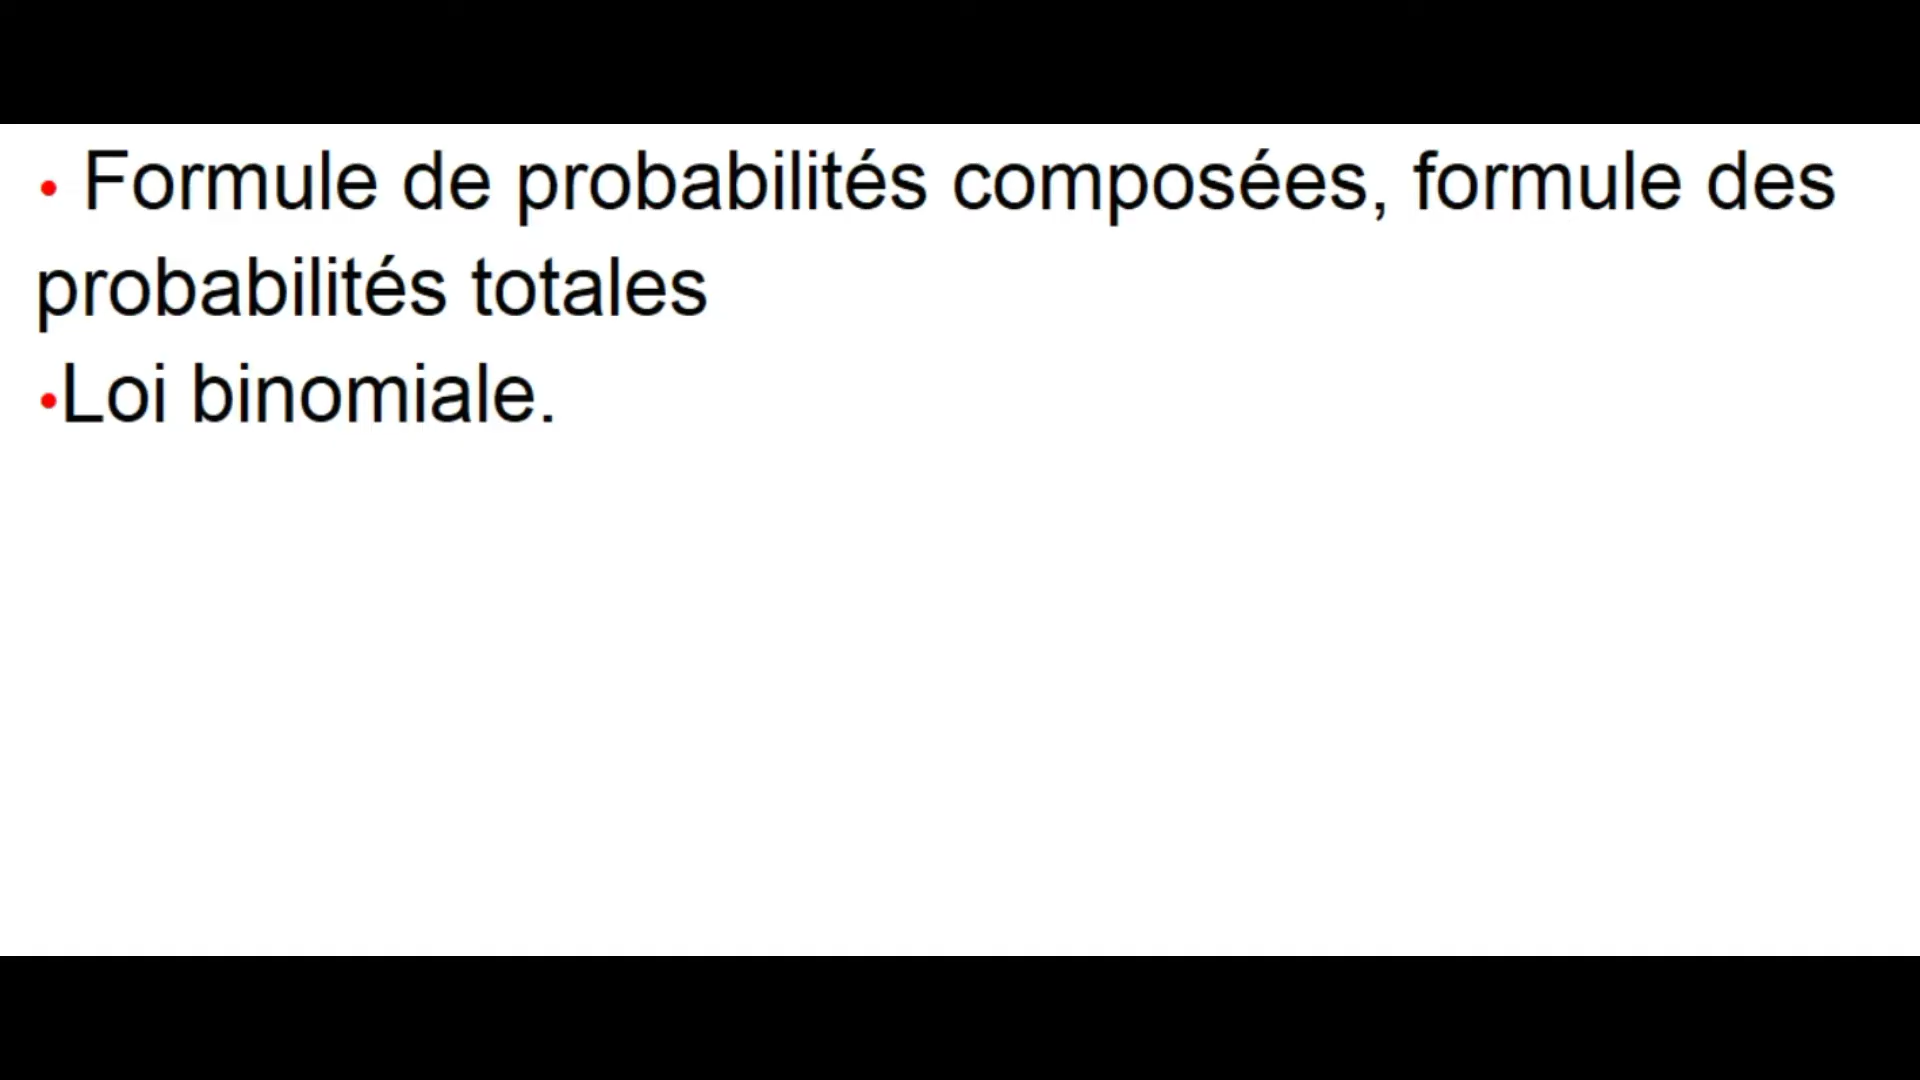 • Formule de probabilités composées, formule des
probabilités totales
•Loi binomiale.